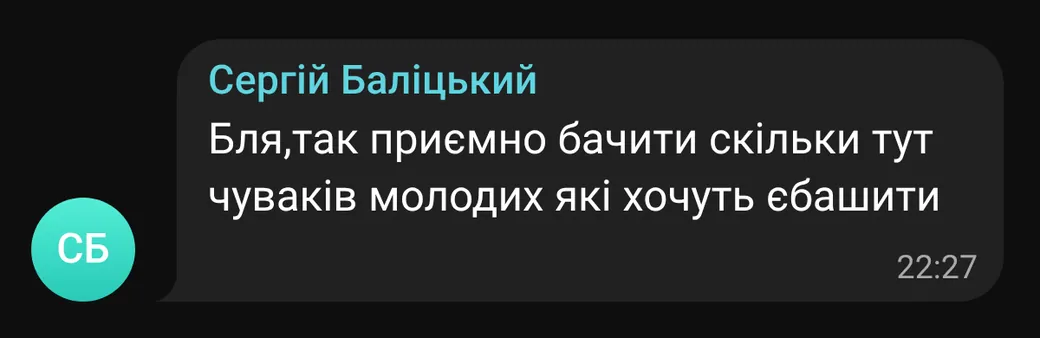 Сергій Баліцький
Бля,так приємно бачити скільки тут
чуваків молодих які хочуть єбашити
СБ
22:27